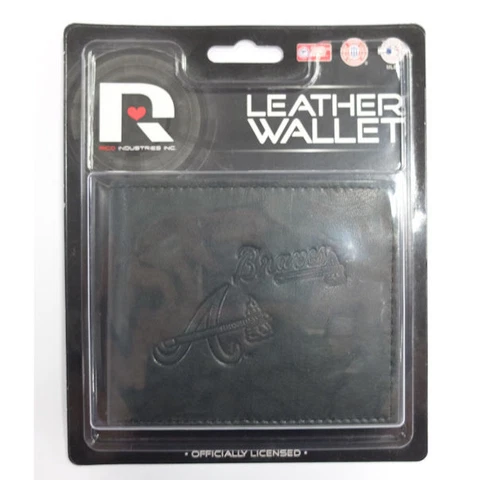 R
RICO INDUSTRIES INC.
LEATHER
WALLET
Braves
A
• OFFICIALLY LICENSED •